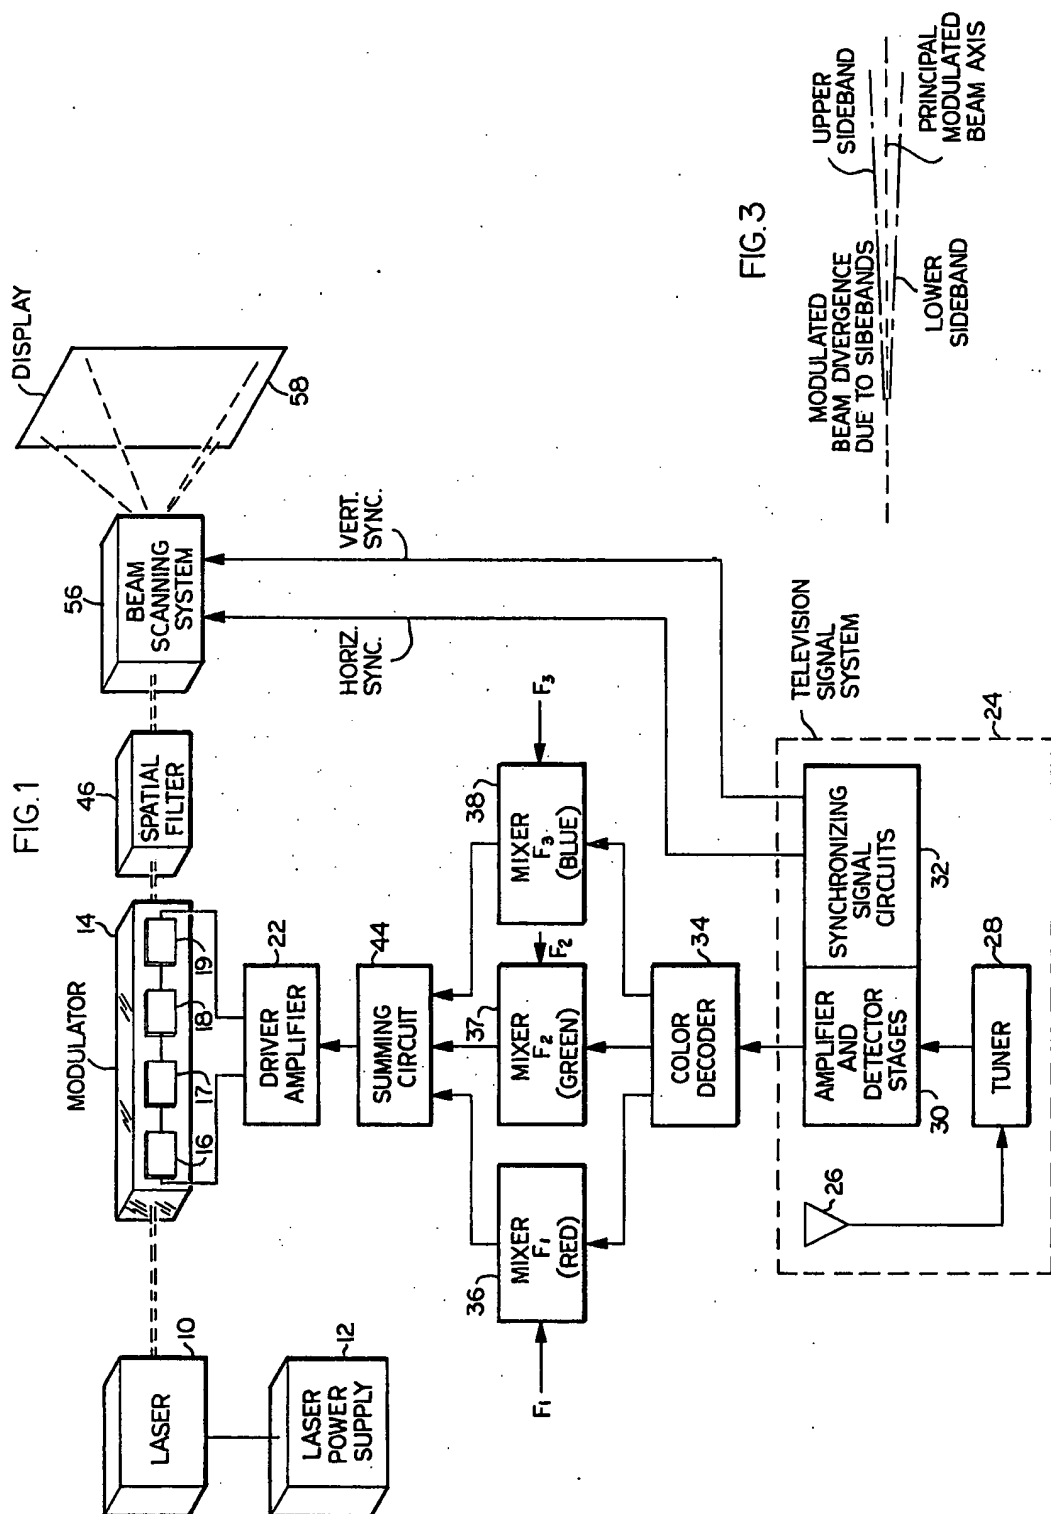 FIG. 1
LASER
10
LASER
POWER
SUPPLY
12
MODULATOR
14
16
17
18
19
SPATIAL
FILTER
46
BEAM
SCANNING
SYSTEM
56
DISPLAY
58
DRIVER
AMPLIFIER
22
SUMMING
CIRCUIT
44
HORIZ.
SYNC.
VERT.
SYNC.
F1
MIXER
F1
(RED)
36
MIXER
F2
(GREEN)
37
F2
MIXER
F3
(BLUE)
38
F3
COLOR
DECODER
34
TELEVISION
SIGNAL
SYSTEM
24
AMPLIFIER
AND
DETECTOR
STAGES
30
SYNCHRONIZING
SIGNAL
CIRCUITS
32
26
TUNER
28
FIG. 3
MODULATED
BEAM DIVERGENCE
DUE TO SIBEBANDS
UPPER
SIDEBAND
LOWER
SIDEBAND
PRINCIPAL
MODULATED
BEAM AXIS